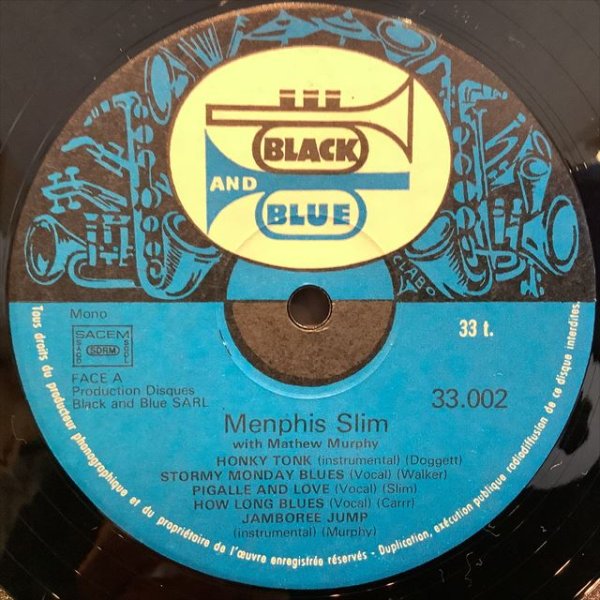 BLACK
AND
BLUE
CLABO
Mono
33 t.
SACEM
SACD SDRM SGDL
FACE A
Production Disques
Black and Blue SARL
33.002
Menphis Slim
with Mathew Murphy
HONKY TONK (instrumental) (Doggett)
STORMY MONDAY BLUES (Vocal) (Walker)
PIGALLE AND LOVE (Vocal) (Slim)
HOW LONG BLUES (Vocal) (Carrr)
JAMBOREE JUMP
(instrumental) (Murphy)
Tous droits du producteur phonographique et du propriétaire de l'œuvre enregistrée réservés - Duplication, exécution publique radiodiffusion de ce disque interdites.